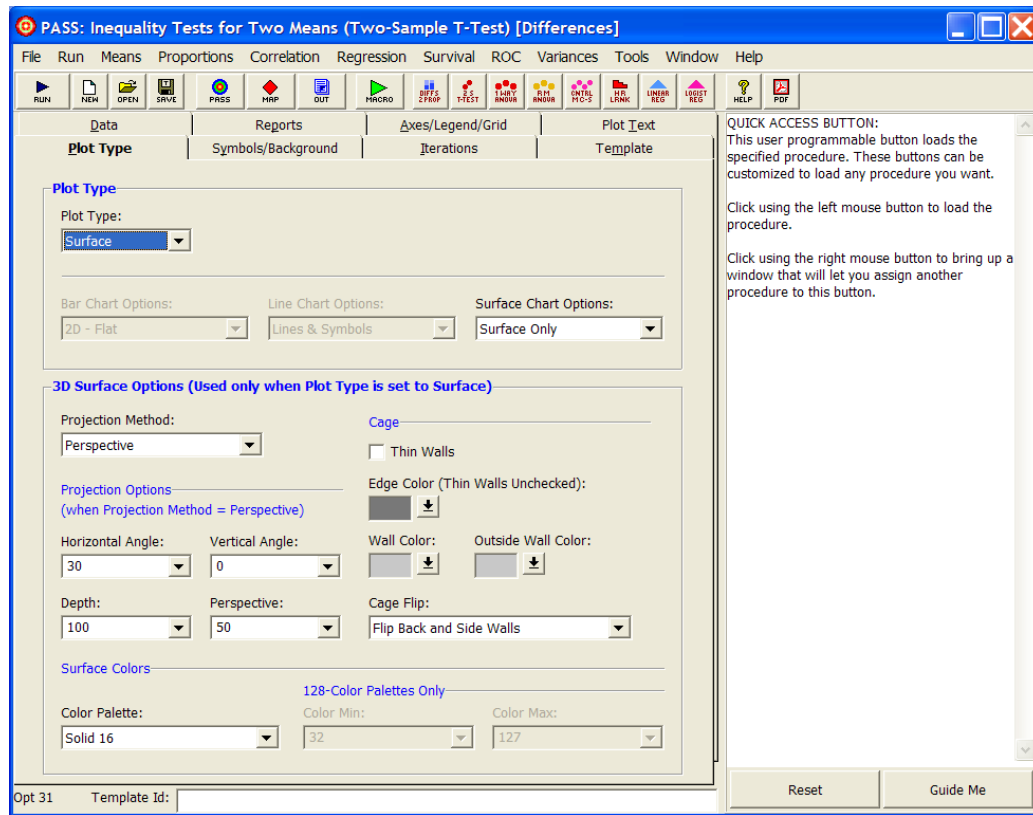 PASS: Inequality Tests for Two Means (Two-Sample T-Test) [Differences]
File Run Means Proportions Correlation Regression Survival ROC Variances Tools Window Help
RUN NEW OPEN SAVE PASS MAP OUT MACRO DIFFS 2 PROP 2 S T-TEST 1WAY ANOVA RM ANOVA CNTRL MC-S HR LRNK LINEAR REG LOGIST REG HELP PDF
Data Reports Axes/Legend/Grid Plot Text
Plot Type Symbols/Background Iterations Template
Plot Type
Plot Type:
Surface
Bar Chart Options: Line Chart Options: Surface Chart Options:
2D - Flat Lines & Symbols Surface Only
3D Surface Options (Used only when Plot Type is set to Surface)
Projection Method: Cage
Perspective Thin Walls
Projection Options Edge Color (Thin Walls Unchecked):
(when Projection Method = Perspective)
Horizontal Angle: Vertical Angle: Wall Color: Outside Wall Color:
30 0
Depth: Perspective: Cage Flip:
100 50 Flip Back and Side Walls
Surface Colors
128-Color Palettes Only
Color Palette: Color Min: Color Max:
Solid 16 32 127
Opt 31 Template Id:
QUICK ACCESS BUTTON:
This user programmable button loads the
specified procedure. These buttons can be
customized to load any procedure you want.
Click using the left mouse button to load the
procedure.
Click using the right mouse button to bring up a
window that will let you assign another
procedure to this button.
Reset Guide Me